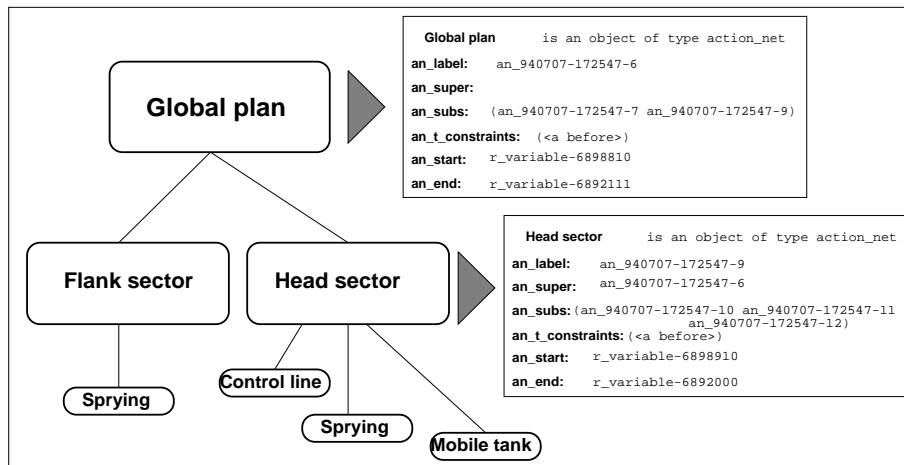 Global plan is an object of type action_net
an_label: an_940707-172547-6
an_super:
an_subs: (an_940707-172547-7 an_940707-172547-9)
an_t_constraints: (<a before>)
an_start: r_variable-6898810
an_end: r_variable-6892111
Global plan
Flank sector
Head sector
Head sector is an object of type action_net
an_label: an_940707-172547-9
an_super: an_940707-172547-6
an_subs: (an_940707-172547-10 an_940707-172547-11
an_940707-172547-12)
an_t_constraints: (<a before>)
an_start: r_variable-6898910
an_end: r_variable-6892000
Control line
Sprying
Sprying
Mobile tank